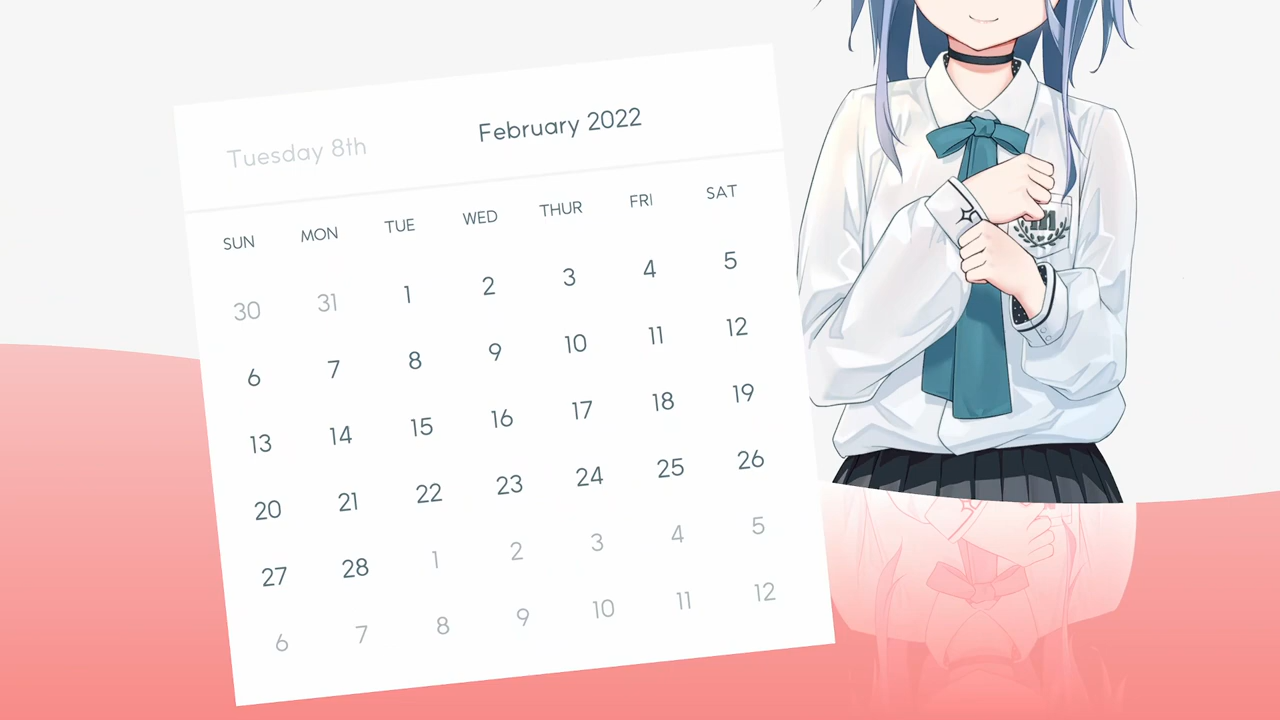 Tuesday 8th February 2022
SUN MON TUE WED THUR FRI SAT
30 31 1 2 3 4 5
6 7 8 9 10 11 12
13 14 15 16 17 18 19
20 21 22 23 24 25 26
27 28 1 2 3 4 5
6 7 8 9 10 11 12